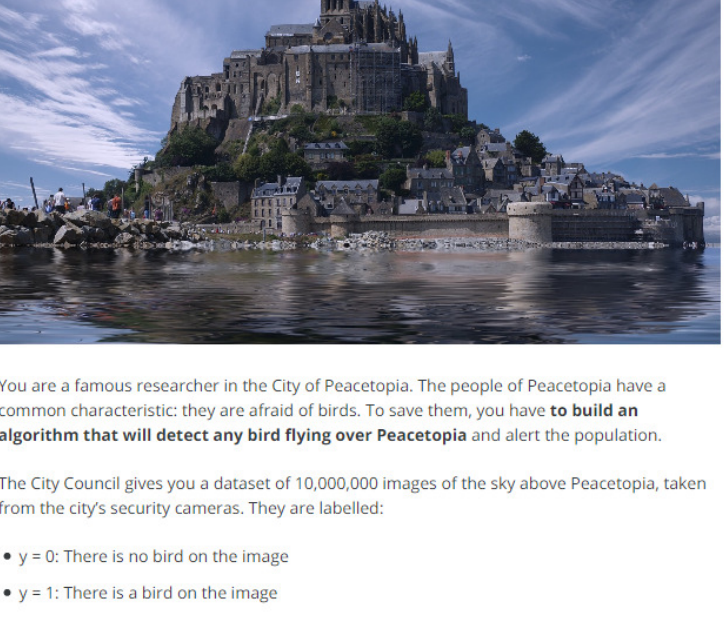 You are a famous researcher in the City of Peacetopia. The people of Peacetopia have a
common characteristic: they are afraid of birds. To save them, you have to build an
algorithm that will detect any bird flying over Peacetopia and alert the population.
The City Council gives you a dataset of 10,000,000 images of the sky above Peacetopia, taken
from the city’s security cameras. They are labelled:
• y = 0: There is no bird on the image
• y = 1: There is a bird on the image